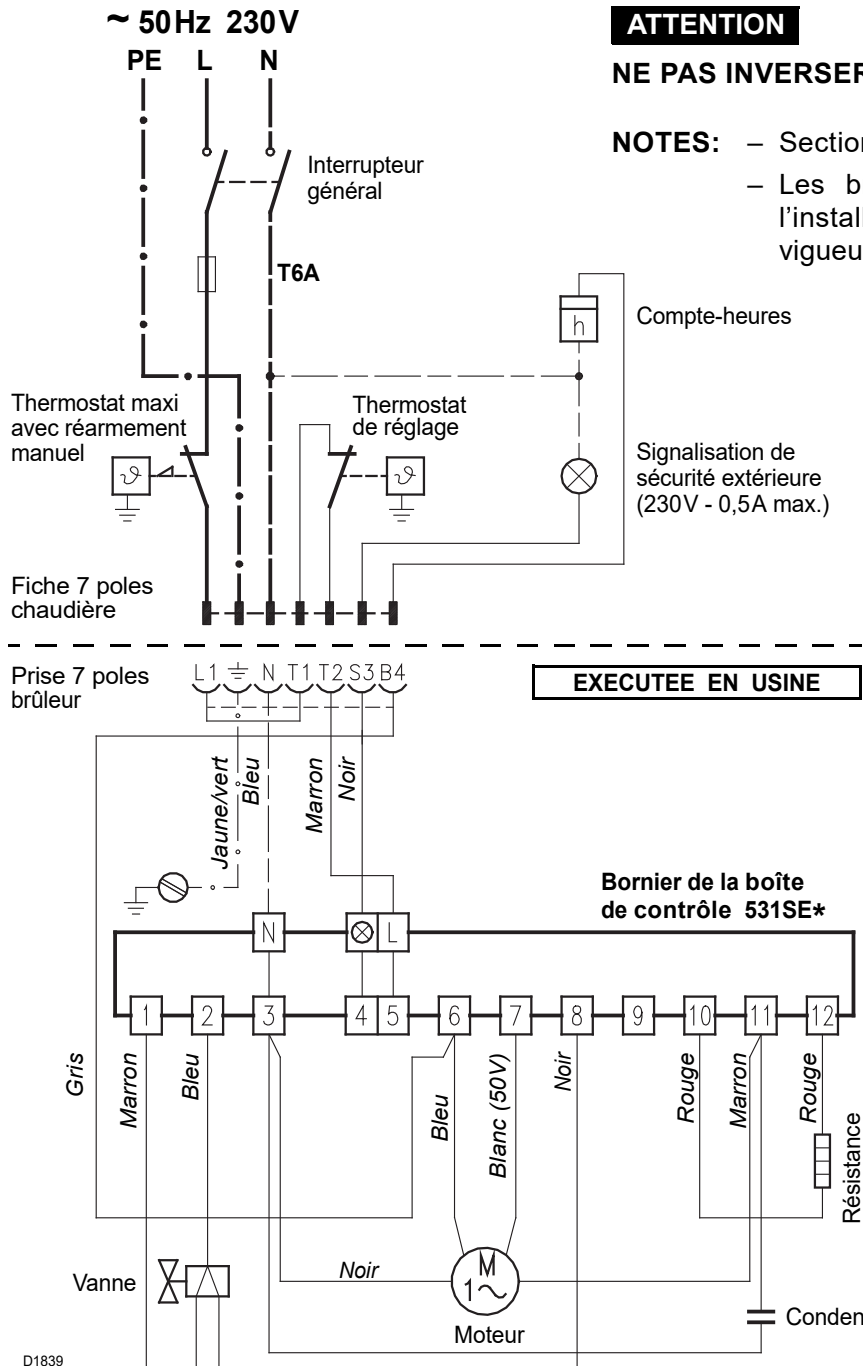 ~ 50Hz 230V
PE L N
ATTENTION
NE PAS INVERSER
NOTES: – Section
– Les b
l'install
vigueu
Interrupteur
général
T6A
h
Compte-heures
Thermostat maxi
avec réarmement
manuel
Thermostat
de réglage
Signalisation de
sécurité extérieure
(230V - 0,5A max.)
Fiche 7 poles
chaudière
Prise 7 poles
brûleur
L1 N T1 T2 S3 B4
EXECUTEE EN USINE
Jaune/vert
Bleu
Marron
Noir
Bornier de la boîte
de contrôle 531SE*
N L
1 2 3 4 5 6 7 8 9 10 11 12
Gris
Marron
Bleu
Bleu
Blanc (50V)
Noir
Rouge
Marron
Rouge
Résistance
Vanne
Noir
M
1~
Moteur
Conden
D1839